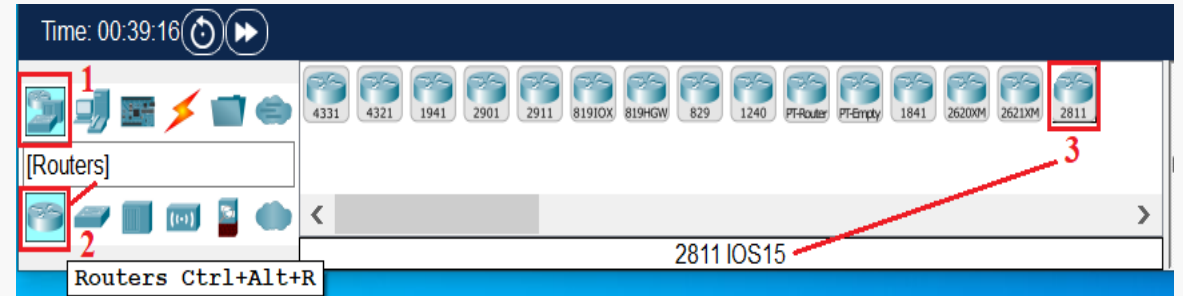 Time: 00:39:16
1
4331 4321 1941 2901 2911 819IOX 819HGW 829 1240 PT-Router PT-Empty 1841 2620XM 2621XM 2811
[Routers]
3
2
2811 IOS15
Routers Ctrl+Alt+R